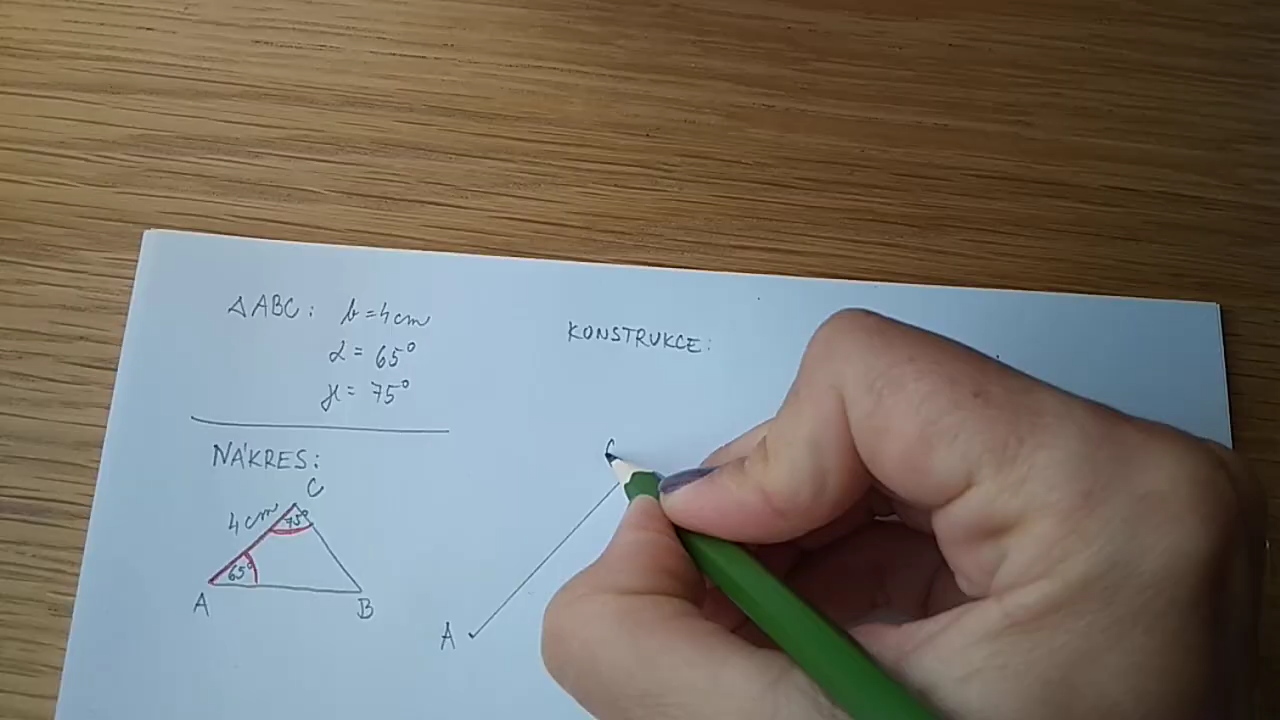 △ABC: b=4cm
α=65°
γ=75°
NÁKRES:
C
4cm 75°
65°
A B
KONSTRUKCE:
C
A